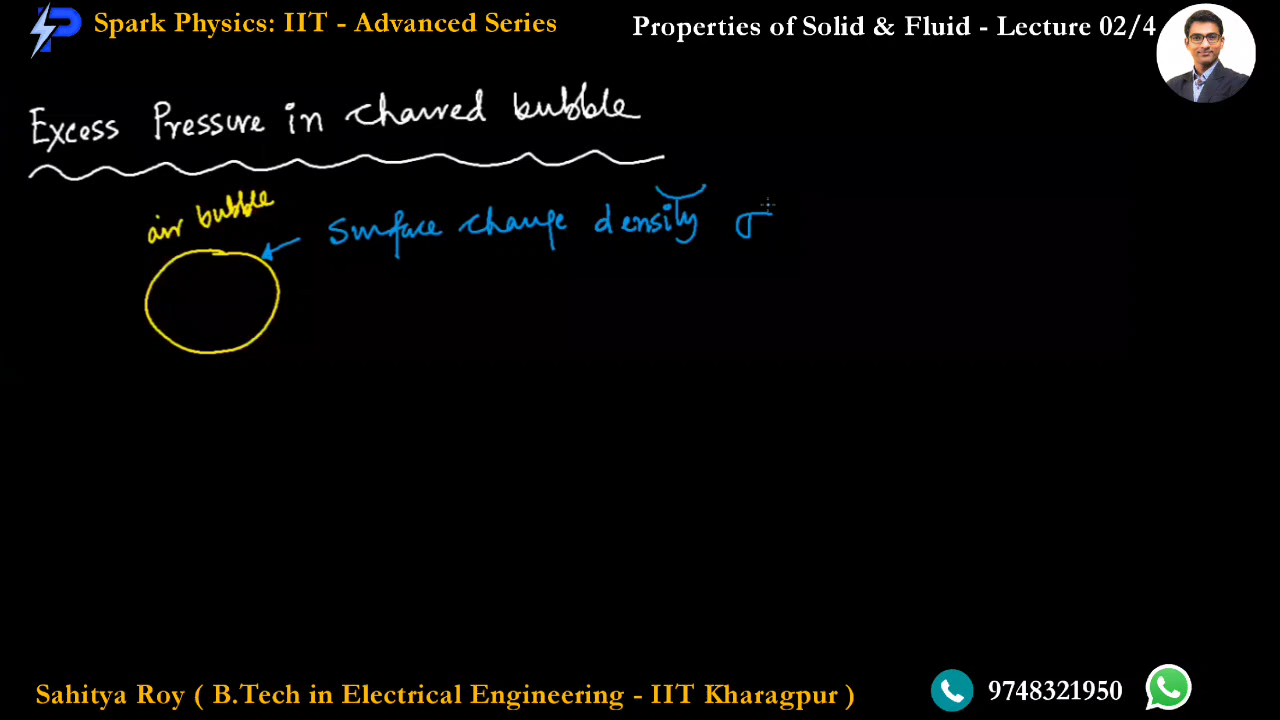 Spark Physics: IIT - Advanced Series
Properties of Solid & Fluid - Lecture 02/4
Excess Pressure in charred bubble
air bubble
Surface charge density σ
Sahitya Roy ( B.Tech in Electrical Engineering - IIT Kharagpur )
9748321950